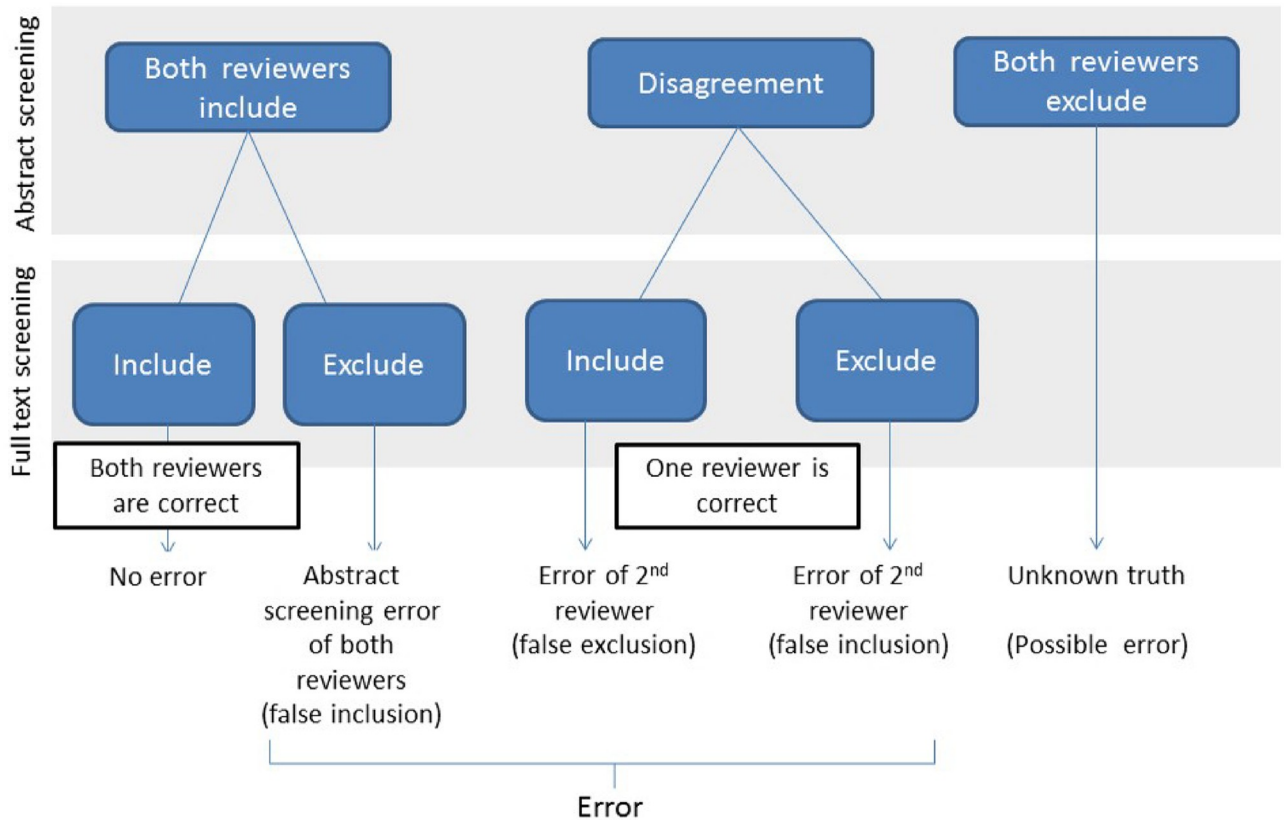 Abstract screening
Both reviewers
include
Disagreement
Both reviewers
exclude
Full text screening
Include
Exclude
Include
Exclude
Both reviewers
are correct
One reviewer is
correct
No error
Abstract
screening error
of both
reviewers
(false inclusion)
Error of 2nd
reviewer
(false exclusion)
Error of 2nd
reviewer
(false inclusion)
Unknown truth
(Possible error)
Error